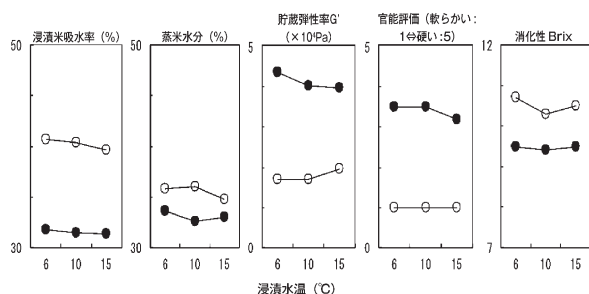 浸漬米吸水率（%）
50
30
6 10 15
蒸米水分（%）
50
30
6 10 15
貯蔵弾性率G'
（×10⁴Pa）
5
0
6 10 15
官能評価（軟らかい：
1⇔硬い：5）
5
0
6 10 15
消化性 Brix
12
7
6 10 15
浸漬水温（℃）